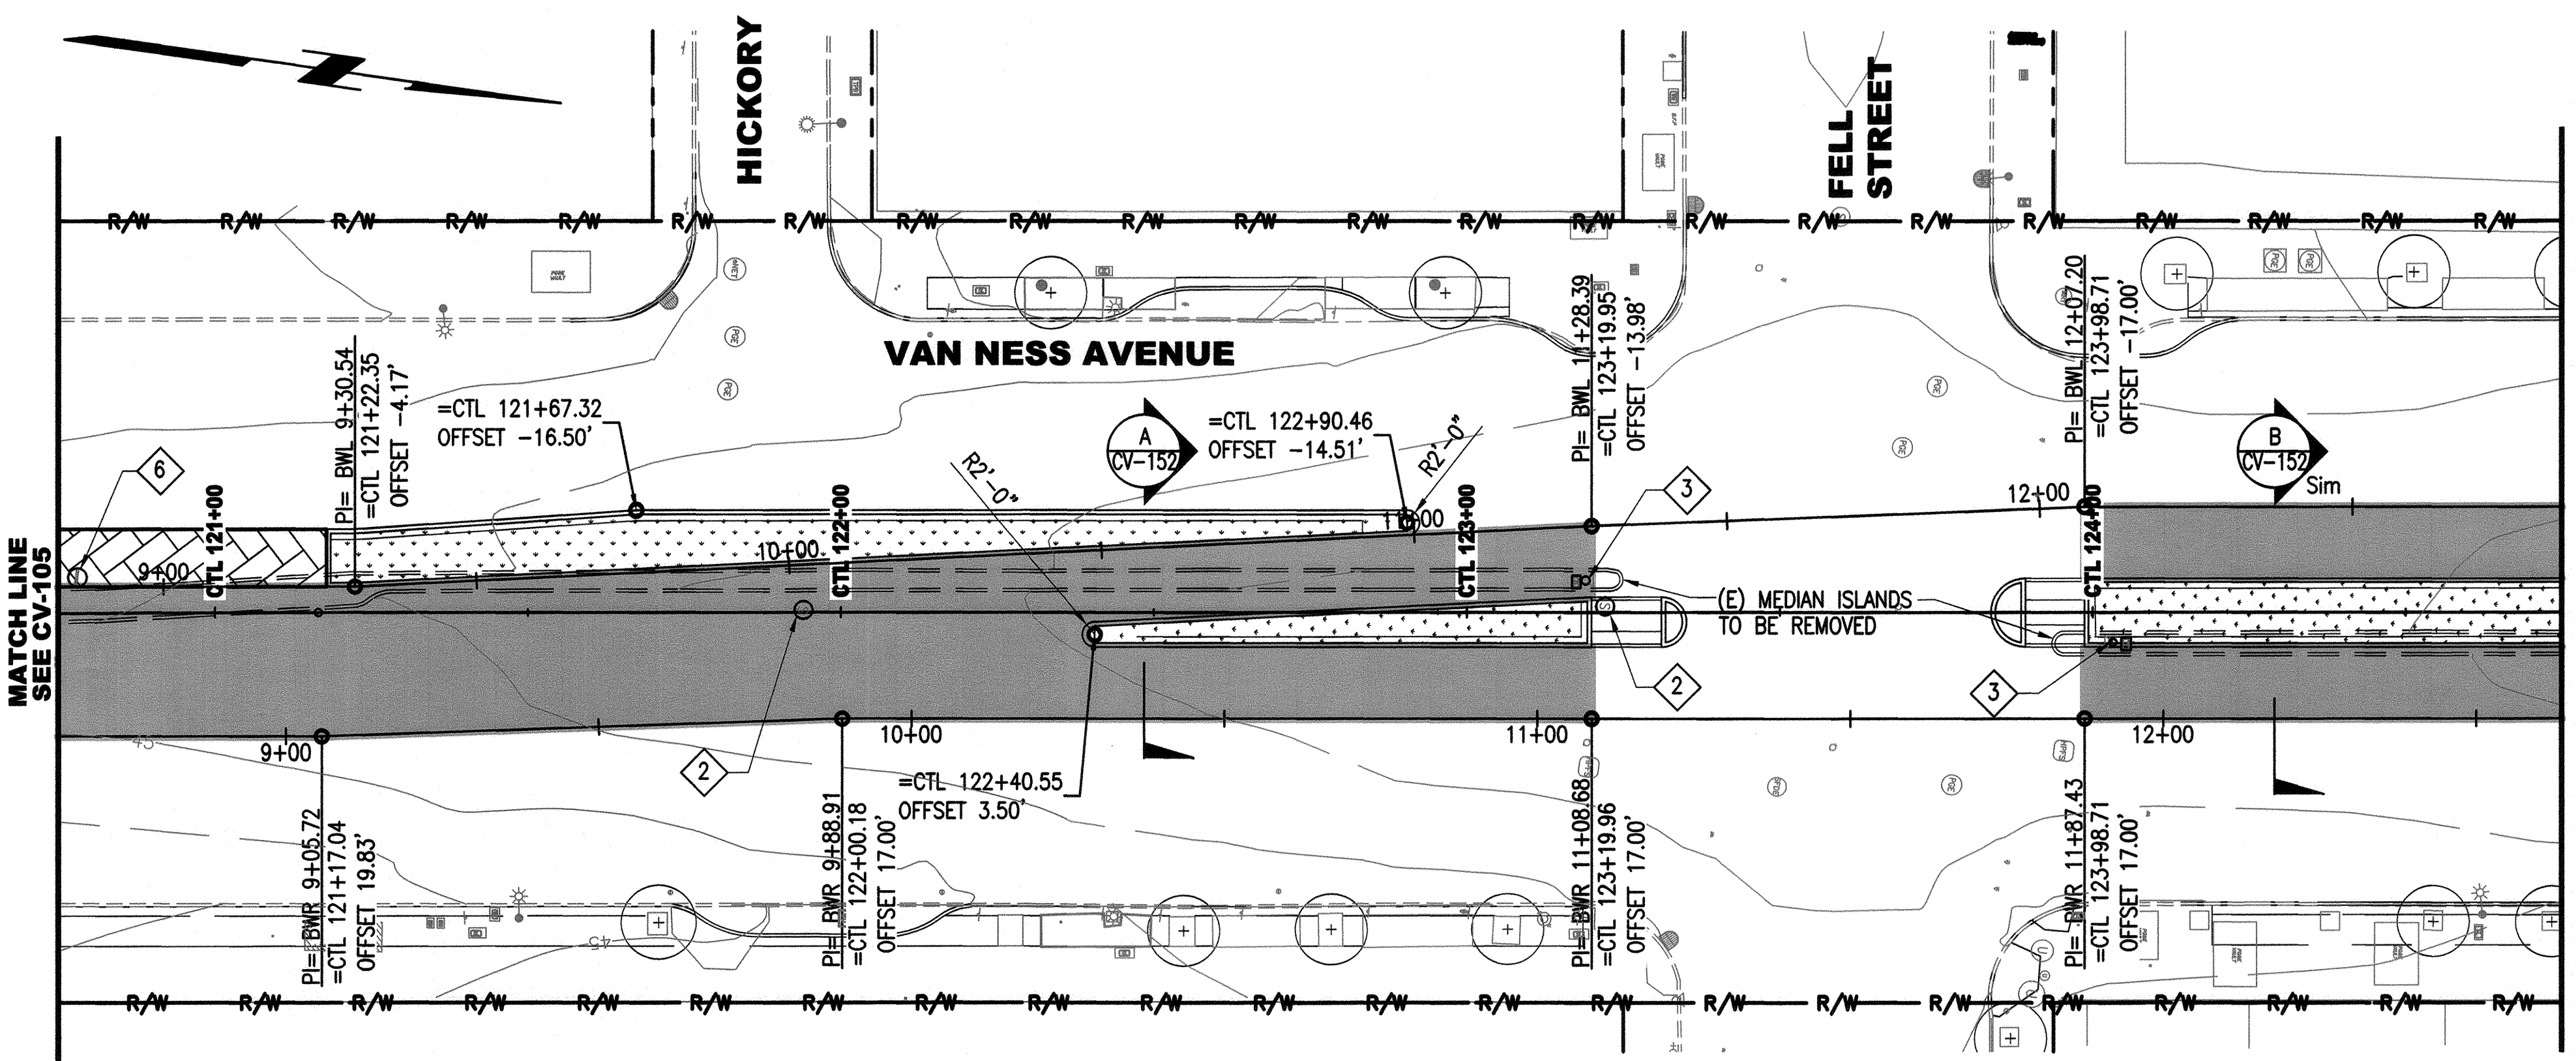 HICKORY
FELL
STREET
R/W R/W R/W R/W R/W R/W R/W R/W R/W R/W R/W R/W R/W R/W R/W R/W R/W R/W R/W R/W R/W R/W
VAN NESS AVENUE
PI= BWL 9+30.54
=CTL 121+22.35
OFFSET -4.17'
=CTL 121+67.32
OFFSET -16.50'
A
CV-152
=CTL 122+90.46
OFFSET -14.51'
R2'-0"
R2'-0"
PI= BWL 11+28.39
=CTL 123+19.95
OFFSET -13.98'
PI= BWL 12+07.20
=CTL 123+98.71
OFFSET -17.00'
B
CV-152
Sim
6
3
MATCH LINE
SEE CV-105
9+00
CTL 121+00
10+00
CTL 122+00
11+00
CTL 123+00
12+00
CTL 124+00
(E) MEDIAN ISLANDS
TO BE REMOVED
2
3
2
9+00
10+00
11+00
12+00
=CTL 122+40.55
OFFSET 3.50'
PI= BWR 9+05.72
=CTL 121+17.04
OFFSET 19.83'
PI= BWR 9+88.91
=CTL 122+00.18
OFFSET 17.00'
PI= BWR 11+08.68
=CTL 123+19.96
OFFSET 17.00'
PI= BWR 11+87.43
=CTL 123+98.71
OFFSET 17.00'
45
R/W R/W R/W R/W R/W R/W R/W R/W R/W R/W R/W R/W R/W R/W R/W R/W R/W R/W R/W R/W R/W R/W